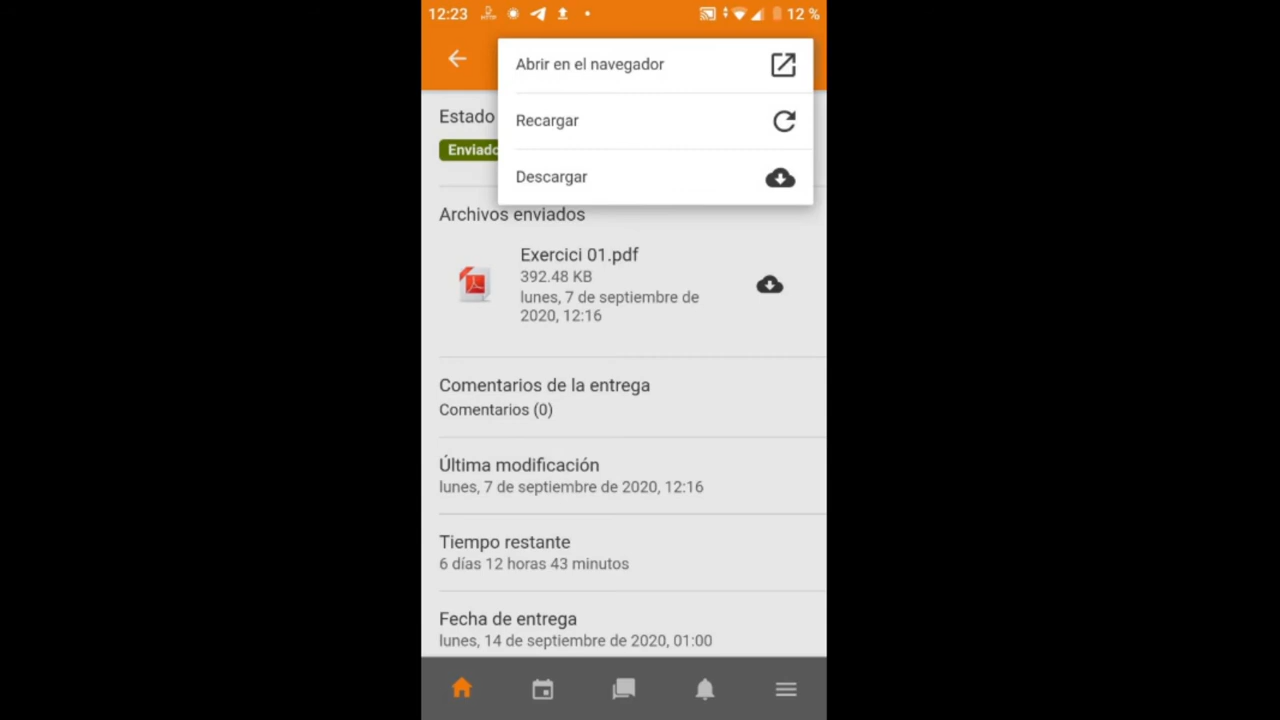 12:23
12 %
Abrir en el navegador
Recargar
Descargar
Estado
Enviado
Archivos enviados
Exercici 01.pdf
392.48 KB
lunes, 7 de septiembre de
2020, 12:16
Comentarios de la entrega
Comentarios (0)
Última modificación
lunes, 7 de septiembre de 2020, 12:16
Tiempo restante
6 días 12 horas 43 minutos
Fecha de entrega
lunes, 14 de septiembre de 2020, 01:00